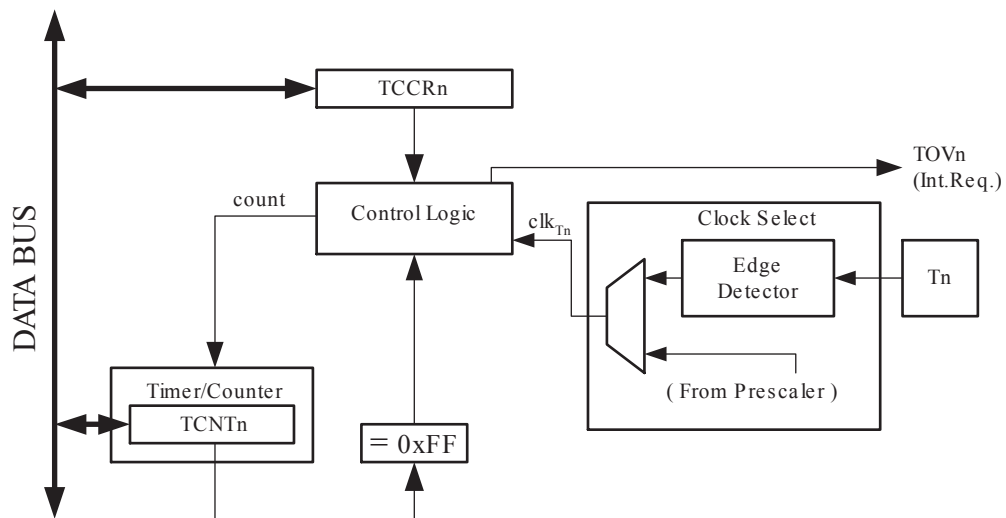 TCCRn
TOVn
(Int.Req.)
count
Control Logic
clkTn
Clock Select
Edge
Detector
Tn
DATA BUS
Timer/Counter
TCNTn
= 0xFF
( From Prescaler )